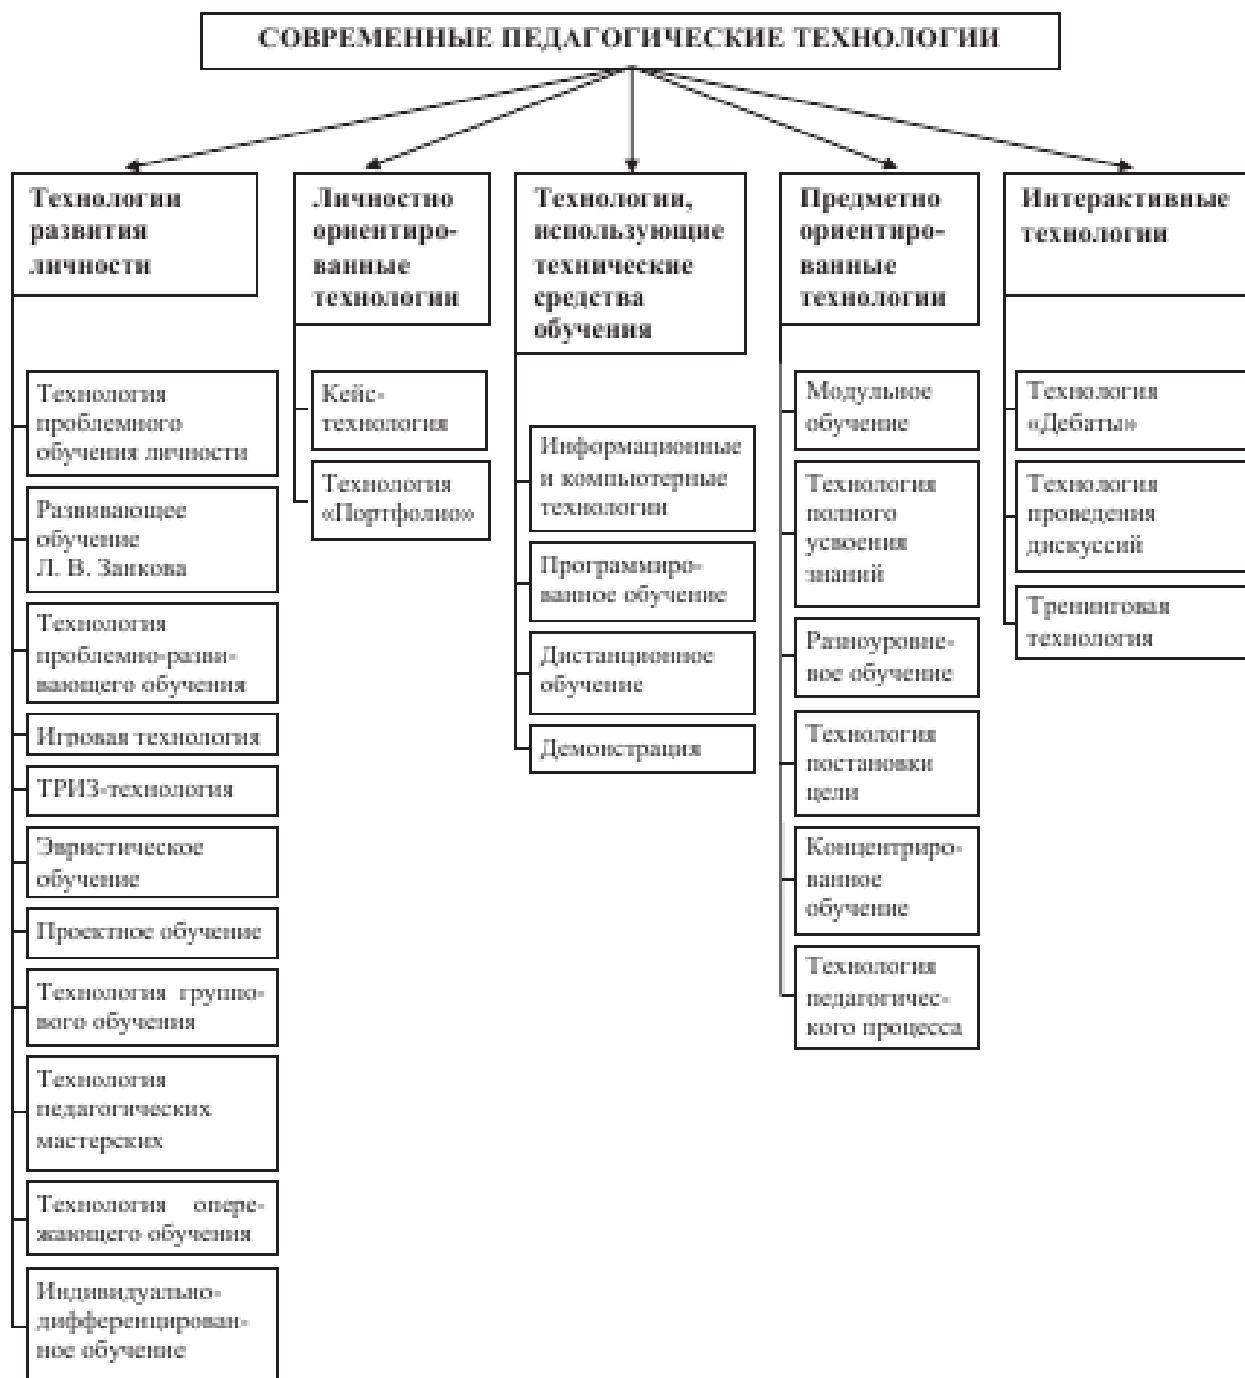 СОВРЕМЕННЫЕ ПЕДАГОГИЧЕСКИЕ ТЕХНОЛОГИИ
Технологии
развития
личности
Технология
проблемного
обучения личности
Развивающее
обучение
Л. В. Занкова
Технология
проблемно-разви-
вающего обучения
Игровая технология
ТРИЗ-технология
Эвристическое
обучение
Проектное обучение
Технология группо-
вого обучения
Технология
педагогических
мастерских
Технология опере-
жающего обучения
Индивидуально-
дифференцирован-
ное обучение
Личностно
ориентиро-
ванные
технологии
Кейс-
технология
Технология
«Портфолио»
Технологии,
использующие
технические
средства
обучения
Информационные
и компьютерные
технологии
Программиро-
ванное обучение
Дистанционное
обучение
Демонстрация
Предметно
ориентиро-
ванные
технологии
Модульное
обучение
Технология
полного
усвоения
знаний
Разноуровне-
вое обучение
Технология
постановки
цели
Концентриро-
ванное
обучение
Технология
педагогичес-
кого процесса
Интерактивные
технологии
Технология
«Дебаты»
Технология
проведения
дискуссий
Тренинговая
технология